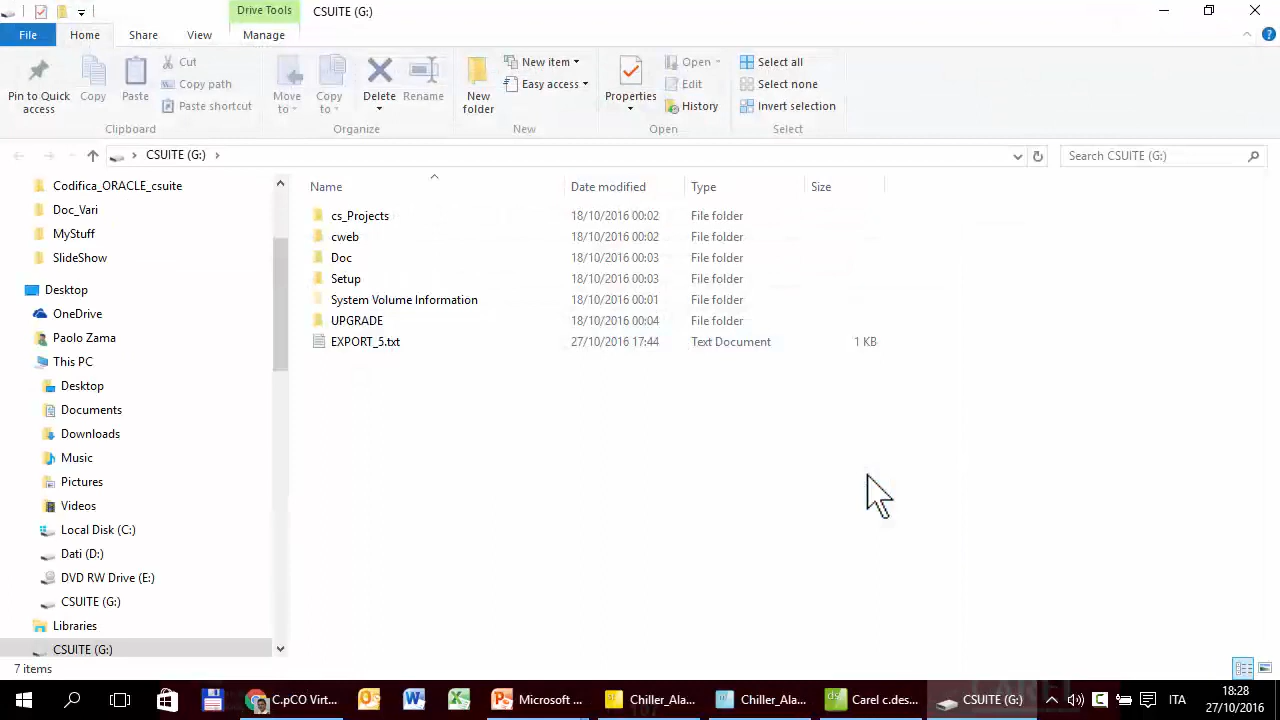 Drive Tools CSUITE (G:)
File Home Share View Manage
Pin to Quick access
Copy
Paste
Cut
Copy path
Paste shortcut
Clipboard
Move to
Copy to
Delete
Rename
Organize
New folder
New item
Easy access
New
Properties
Open
Edit
History
Open
Select all
Select none
Invert selection
Select
CSUITE (G:)
Search CSUITE (G:)
Codifica_ORACLE_csuite
Doc_Vari
MyStuff
SlideShow
Desktop
OneDrive
Paolo Zama
This PC
Desktop
Documents
Downloads
Music
Pictures
Videos
Local Disk (C:)
Dati (D:)
DVD RW Drive (E:)
CSUITE (G:)
Libraries
CSUITE (G:)
Name Date modified Type Size
cs_Projects 18/10/2016 00:02 File folder
cweb 18/10/2016 00:02 File folder
Doc 18/10/2016 00:03 File folder
Setup 18/10/2016 00:03 File folder
System Volume Information 18/10/2016 00:01 File folder
UPGRADE 18/10/2016 00:04 File folder
EXPORT_5.txt 27/10/2016 17:44 Text Document 1 KB
7 items
C.pCO Virt... Microsoft ... Chiller_Ala... Chiller_Ala... Carel c.des... CSUITE (G:) ITA
18:28
27/10/2016